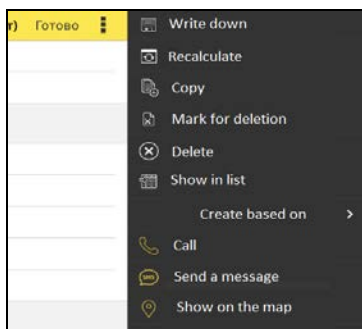 т) Готово
Write down
Recalculate
Copy
Mark for deletion
Delete
Show in list
Create based on >
Call
SMS Send a message
Show on the map